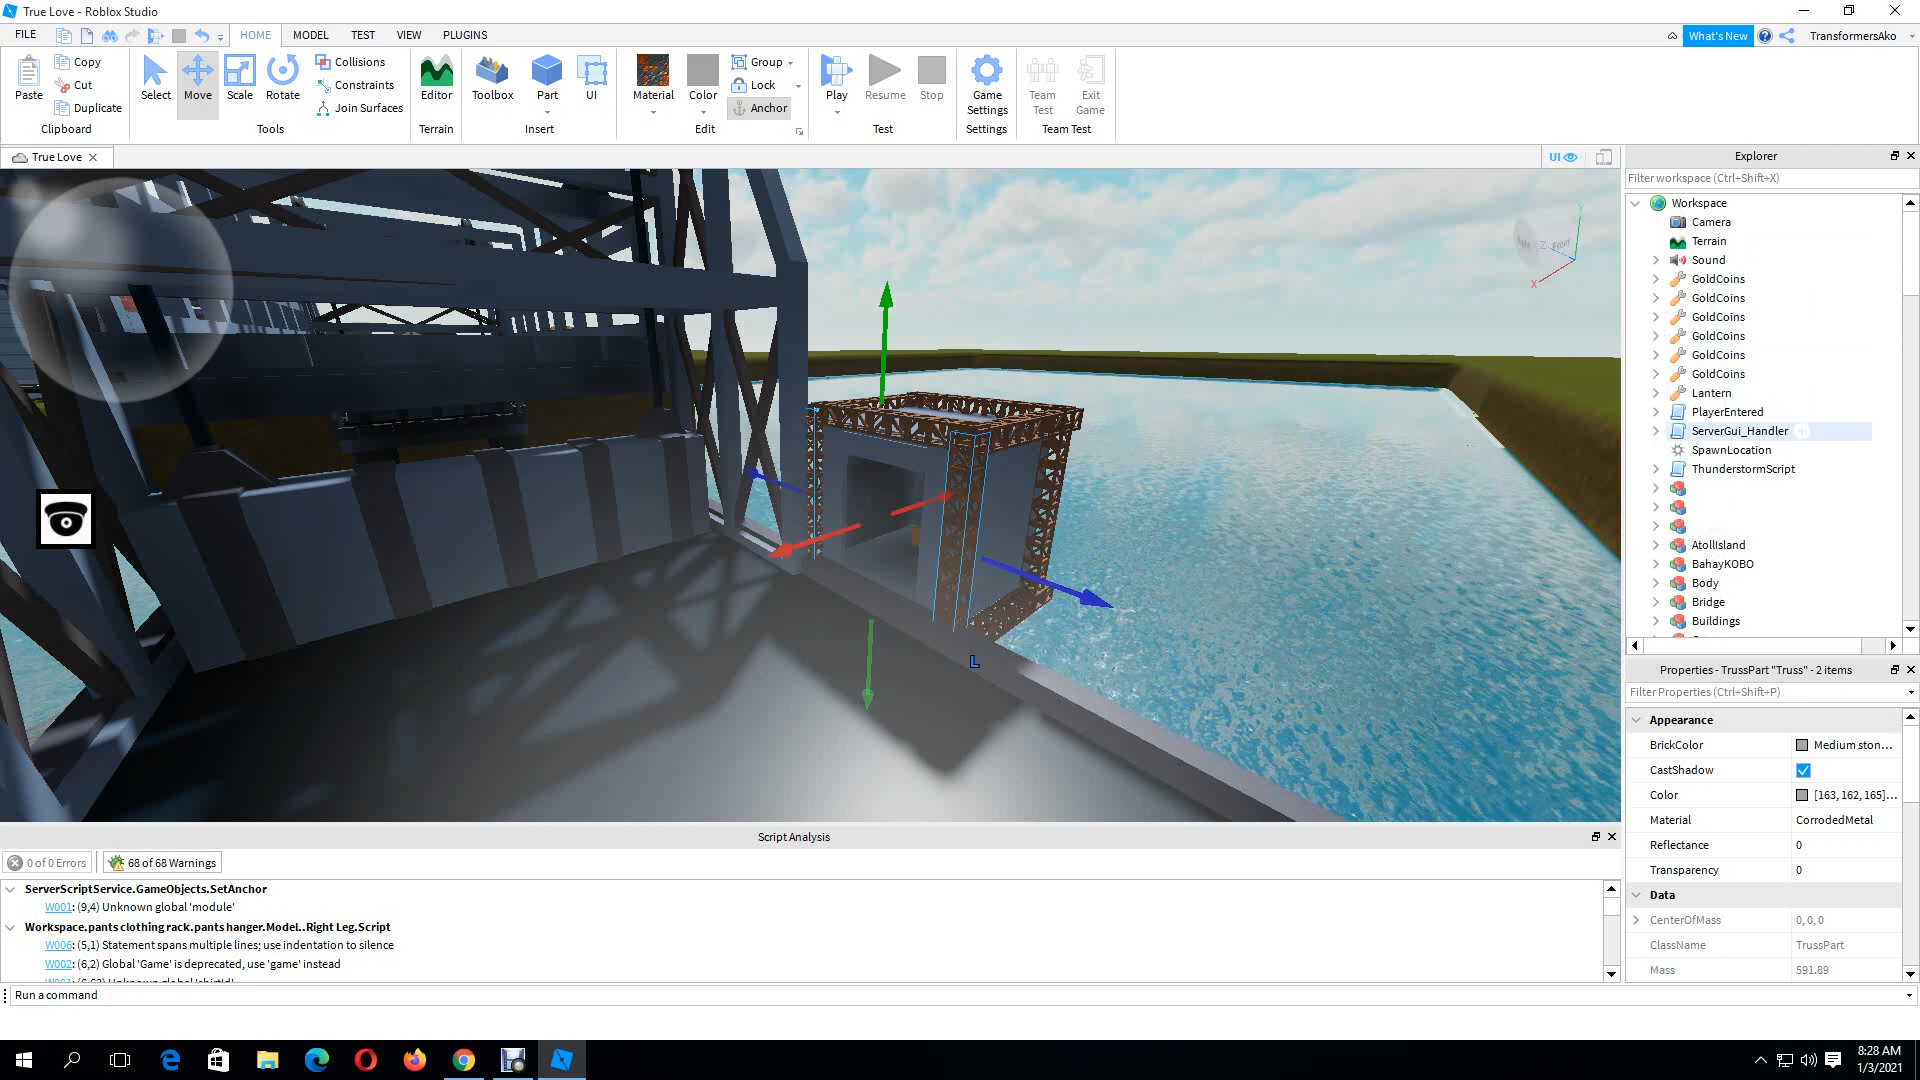 True Love - Roblox Studio
FILE
HOME
MODEL
TEST
VIEW
PLUGINS
What's New
TransformersAko
Paste
Copy
Cut
Duplicate
Clipboard
Select
Move
Scale
Rotate
Collisions
Constraints
Join Surfaces
Tools
Editor
Terrain
Toolbox
Part
UI
Insert
Material
Color
Group
Lock
Anchor
Edit
Play
Resume
Stop
Test
Game Settings
Settings
Team Test
Exit Game
Team Test
True Love
UI
Explorer
Filter workspace (Ctrl+Shift+X)
Workspace
Camera
Terrain
Sound
GoldCoins
GoldCoins
GoldCoins
GoldCoins
GoldCoins
GoldCoins
Lantern
PlayerEntered
ServerGui_Handler
SpawnLocation
ThunderstormScript
AtollIsland
BahayKOBO
Body
Bridge
Buildings
Y
Z
Front
X
L
Properties - TrussPart "Truss" - 2 items
Filter Properties (Ctrl+Shift+P)
Appearance
BrickColor Medium ston...
CastShadow
Color [163, 162, 165]...
Material CorrodedMetal
Reflectance 0
Transparency 0
Data
CenterOfMass 0, 0, 0
ClassName TrussPart
Mass 591.89
Script Analysis
0 of 0 Errors
68 of 68 Warnings
ServerScriptService.GameObjects.SetAnchor
W001: (9,4) Unknown global 'module'
Workspace.pants clothing rack.pants hanger.Model..Right Leg.Script
W006: (5,1) Statement spans multiple lines; use indentation to silence
W002: (6,2) Global 'Game' is deprecated, use 'game' instead
Run a command
8:28 AM
1/3/2021